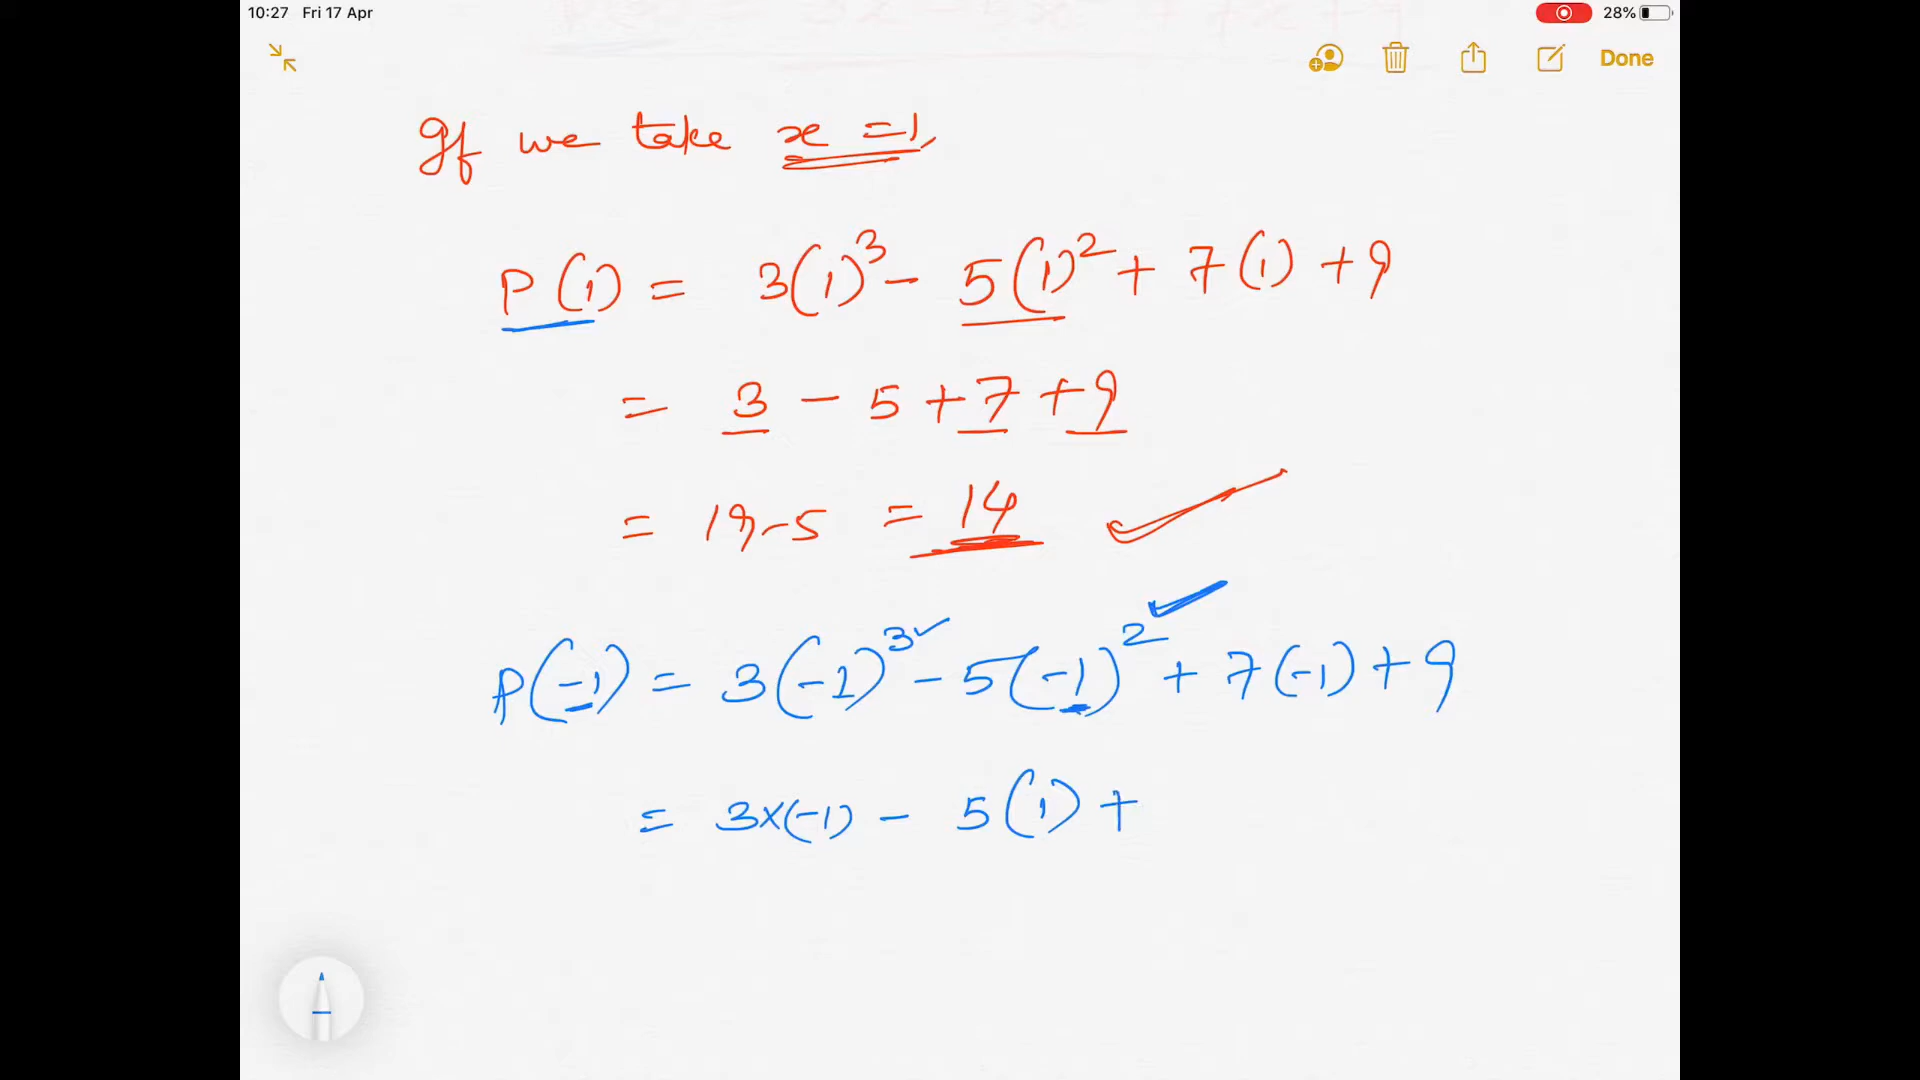 10:27 Fri 17 Apr 28%
Done
If we take x = 1,
P(1) = 3(1)³ - 5(1)² + 7(1) + 9
= 3 - 5 + 7 + 9
= 19 - 5 = 14
P(-1) = 3(-1)³ - 5(-1)² + 7(-1) + 9
= 3×(-1) - 5(1) +